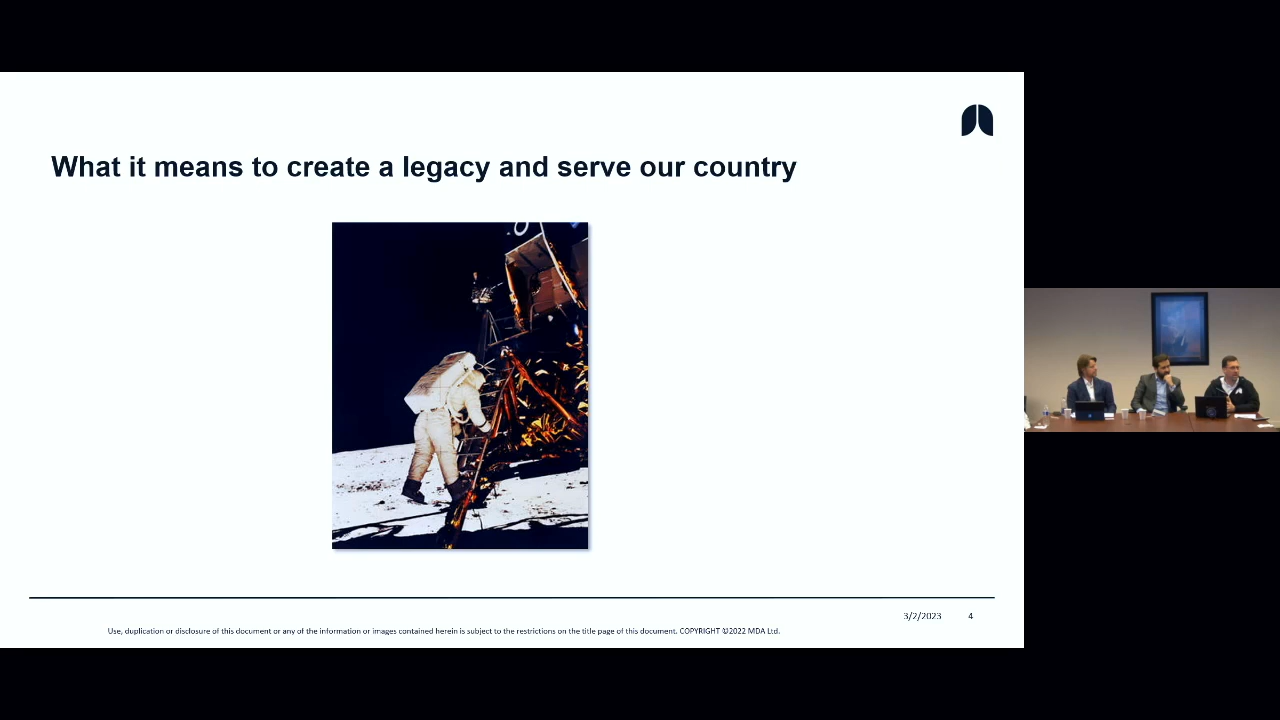 What it means to create a legacy and serve our country
3/2/2023 4
Use, duplication or disclosure of this document or any of the information or images contained herein is subject to the restrictions on the title page of this document. COPYRIGHT ©2022 MDA Ltd.